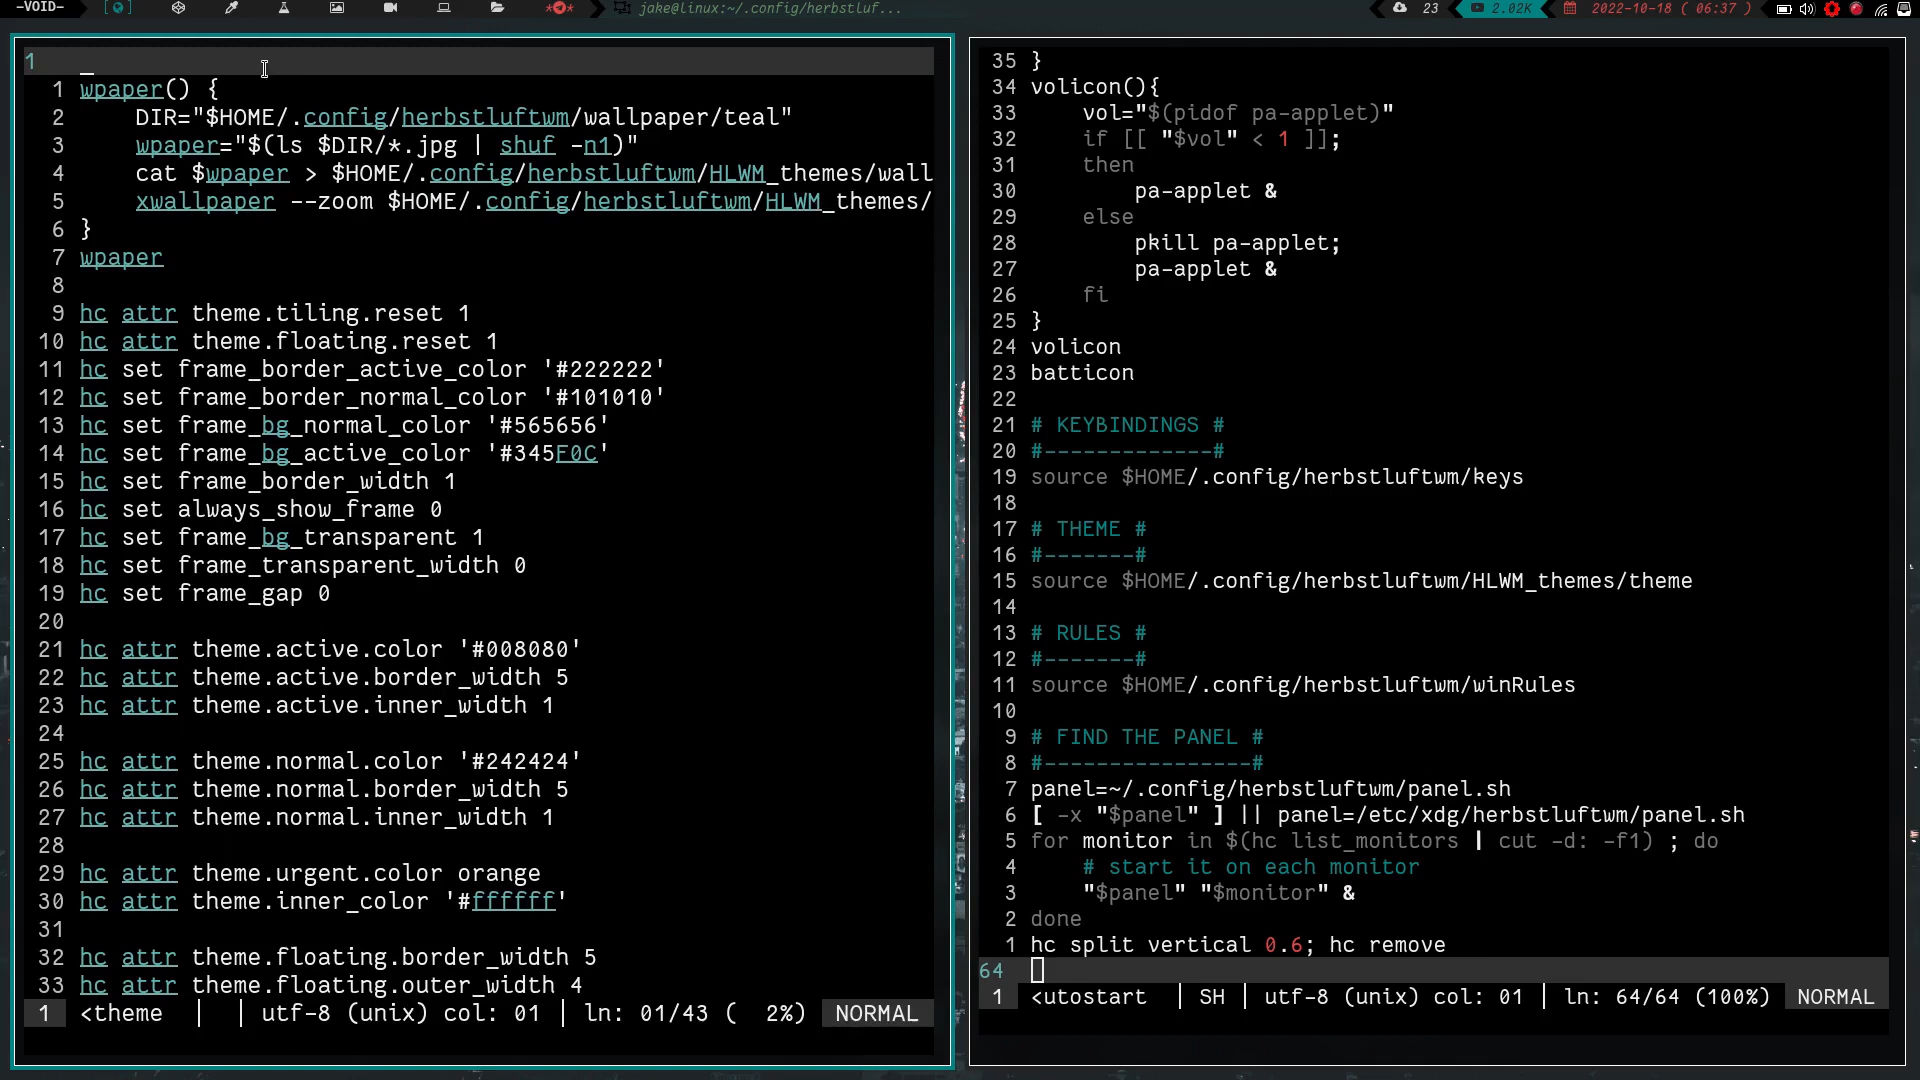 -VOID-
jake@linux:~/.config/herbstluf...
23
2.02K
2022-10-18 ( 06:37 )
1
1 wpaper() {
2 DIR="$HOME/.config/herbstluftwm/wallpaper/teal"
3 wpaper="$(ls $DIR/*.jpg | shuf -n1)"
4 cat $wpaper > $HOME/.config/herbstluftwm/HLWM_themes/wall
5 xwallpaper --zoom $HOME/.config/herbstluftwm/HLWM_themes/
6 }
7 wpaper
8
9 hc attr theme.tiling.reset 1
10 hc attr theme.floating.reset 1
11 hc set frame_border_active_color '#222222'
12 hc set frame_border_normal_color '#101010'
13 hc set frame_bg_normal_color '#565656'
14 hc set frame_bg_active_color '#345F0C'
15 hc set frame_border_width 1
16 hc set always_show_frame 0
17 hc set frame_bg_transparent 1
18 hc set frame_transparent_width 0
19 hc set frame_gap 0
20
21 hc attr theme.active.color '#008080'
22 hc attr theme.active.border_width 5
23 hc attr theme.active.inner_width 1
24
25 hc attr theme.normal.color '#242424'
26 hc attr theme.normal.border_width 5
27 hc attr theme.normal.inner_width 1
28
29 hc attr theme.urgent.color orange
30 hc attr theme.inner_color '#ffffff'
31
32 hc attr theme.floating.border_width 5
33 hc attr theme.floating.outer_width 4
1 <theme | | utf-8 (unix) col: 01 | ln: 01/43 ( 2%) NORMAL
35 }
34 volicon(){
33 vol="$(pidof pa-applet)"
32 if [[ "$vol" < 1 ]];
31 then
30 pa-applet &
29 else
28 pkill pa-applet;
27 pa-applet &
26 fi
25 }
24 volicon
23 batticon
22
21 # KEYBINDINGS #
20 #-------------#
19 source $HOME/.config/herbstluftwm/keys
18
17 # THEME #
16 #-------#
15 source $HOME/.config/herbstluftwm/HLWM_themes/theme
14
13 # RULES #
12 #-------#
11 source $HOME/.config/herbstluftwm/winRules
10
9 # FIND THE PANEL #
8 #----------------#
7 panel=~/.config/herbstluftwm/panel.sh
6 [ -x "$panel" ] || panel=/etc/xdg/herbstluftwm/panel.sh
5 for monitor in $(hc list_monitors | cut -d: -f1) ; do
4 # start it on each monitor
3 "$panel" "$monitor" &
2 done
1 hc split vertical 0.6; hc remove
64
1 <utostart | SH | utf-8 (unix) col: 01 | ln: 64/64 (100%) NORMAL